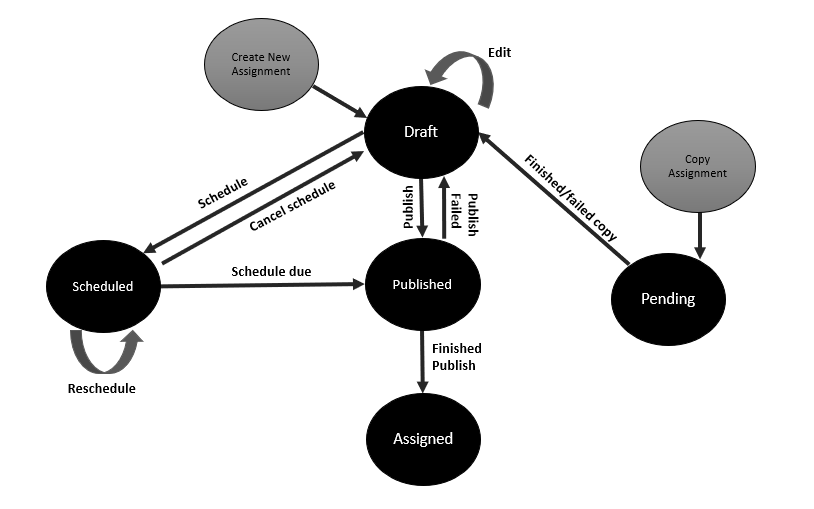 Create New
Assignment
Edit
Draft
Copy
Assignment
Finished/failed copy
Schedule
Cancel schedule
Publish
Publish
Failed
Schedule due
Scheduled
Published
Pending
Reschedule
Finished
Publish
Assigned